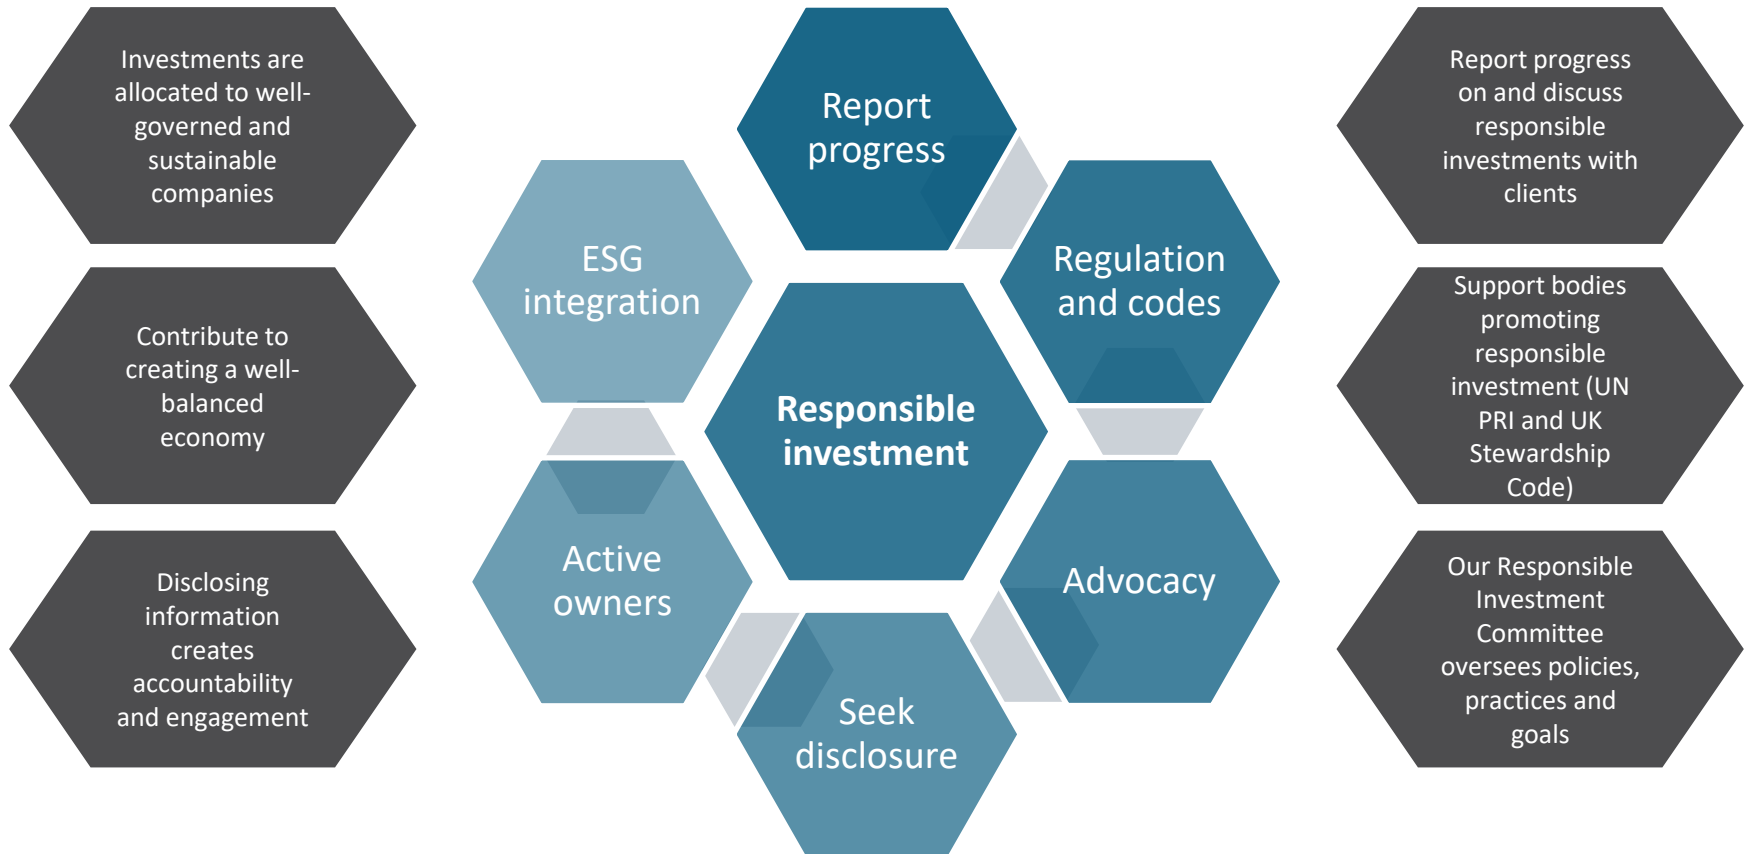 Investments are
allocated to well-
governed and
sustainable
companies
Contribute to
creating a well-
balanced
economy
Disclosing
information
creates
accountability
and engagement
Report
progress
Regulation
and codes
Advocacy
Seek
disclosure
Active
owners
ESG
integration
Responsible
investment
Report progress
on and discuss
responsible
investments with
clients
Support bodies
promoting
responsible
investment (UN
PRI and UK
Stewardship
Code)
Our Responsible
Investment
Committee
oversees policies,
practices and
goals